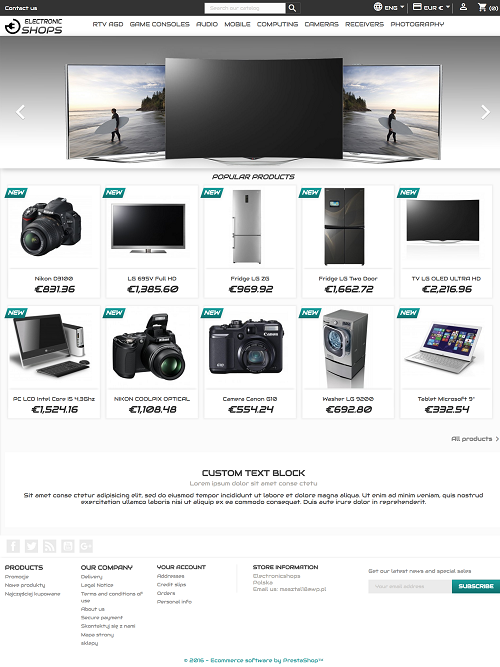 Contact us
Search our catalog
ENG
EUR €
(0)
ELECTRONIC
SHOPS
RTV AGD GAME CONSOLES AUDIO MOBILE COMPUTING CAMERAS RECEIVERS PHOTOGRAPHY
POPULAR PRODUCTS
NEW NEW NEW NEW NEW
Nikon D3100 LG 695V Full HD Fridge LG ZG Fridge LG Two Door TV LG OLED ULTRA HD
€831.36 €1,385.60 €969.92 €1,662.72 €2,216.96
NEW NEW NEW NEW NEW
PC LCD Intel Core i5 4.3Ghz NIKON COOLPIX OPTICAL Camera Canon G10 Washer LG 9200 Tablet Microsoft 9"
€1,524.16 €1,108.48 €554.24 €692.80 €332.54
All products
CUSTOM TEXT BLOCK
Lorem ipsum dolor sit amet conse ctetu
Sit amet conse ctetur adipisicing elit, sed do eiusmod tempor incididunt ut labore et dolore magna aliqua. Ut enim ad minim veniam, quis nostrud
exercitation ullamco laboris nisi ut aliquip ex ea commodo consequat. Duis aute irure dolor in reprehenderit.
PRODUCTS
Promocje
Nowe produkty
Najczęściej kupowane
OUR COMPANY
Delivery
Legal Notice
Terms and conditions of
use
About us
Secure payment
Skontaktuj się z nami
Mapa strony
sklepy
YOUR ACCOUNT
Addresses
Credit slips
Orders
Personal info
STORE INFORMATION
Electronicshops
Polska
Get our latest news and special sales
Your email address
SUBSCRIBE
© 2016 - Ecommerce software by PrestaShop™